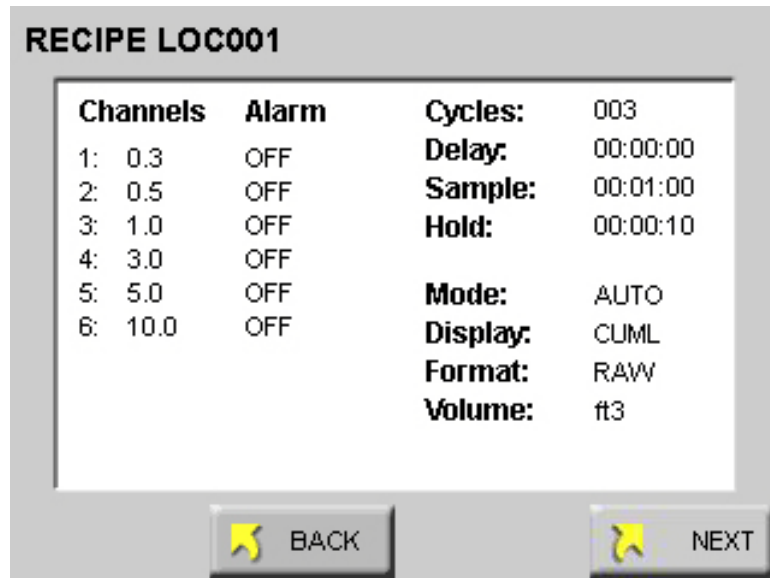 RECIPE LOC001
Channels Alarm
1: 0.3 OFF
2: 0.5 OFF
3: 1.0 OFF
4: 3.0 OFF
5: 5.0 OFF
6: 10.0 OFF
Cycles: 003
Delay: 00:00:00
Sample: 00:01:00
Hold: 00:00:10
Mode: AUTO
Display: CUML
Format: RAW
Volume: ft3
BACK
NEXT